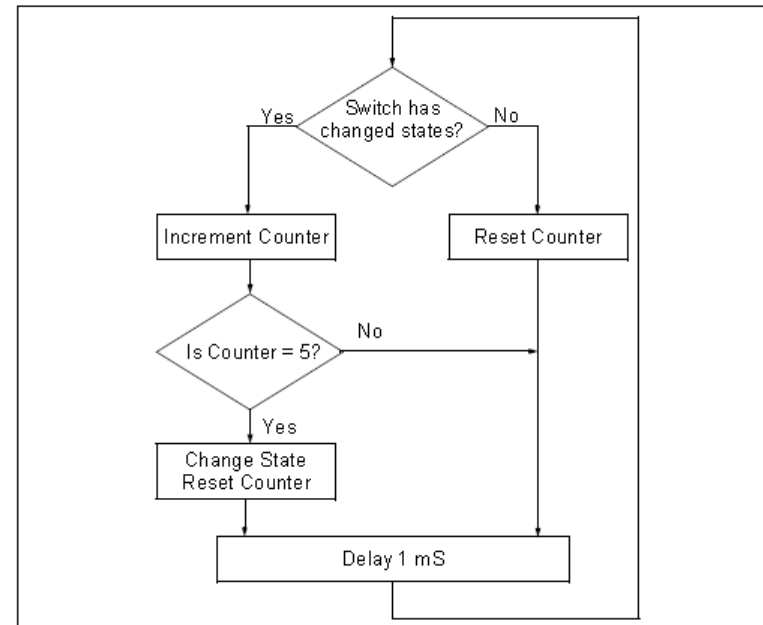 Switch has
changed states?
Yes
No
Increment Counter
Reset Counter
Is Counter = 5?
No
Yes
Change State
Reset Counter
Delay 1 mS